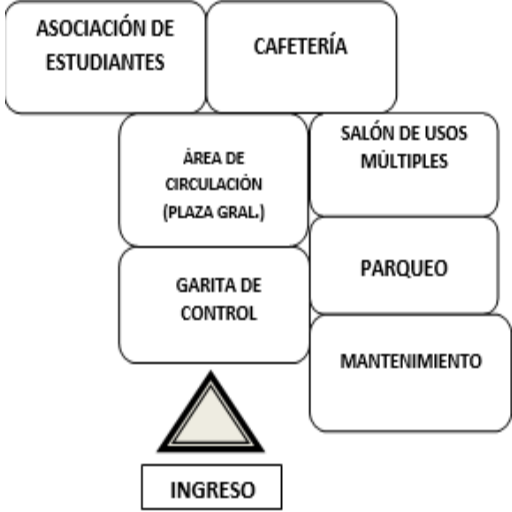 ASOCIACIÓN DE
ESTUDIANTES
CAFETERÍA
ÁREA DE
CIRCULACIÓN
(PLAZA GRAL.)
SALÓN DE USOS
MÚLTIPLES
GARITA DE
CONTROL
PARQUEO
MANTENIMIENTO
INGRESO